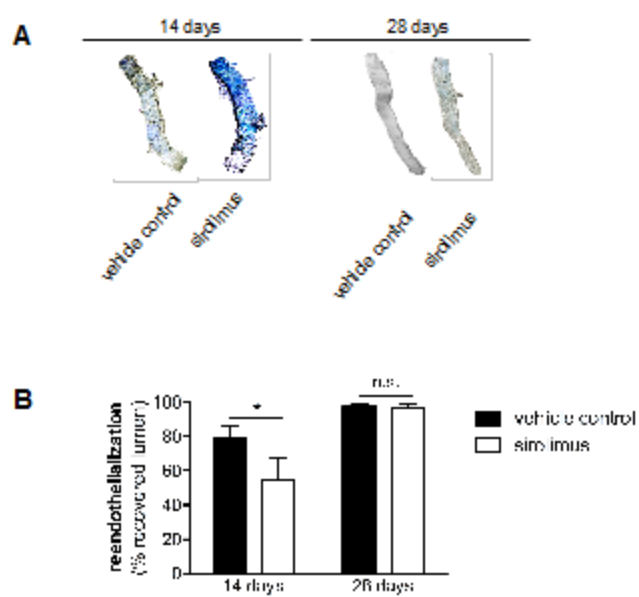 A
14 days
28 days
vehicle control
sirolimus
vehicle control
sirolimus
B
n.s.
*
100
80
60
40
20
0
reendothelialization
(% recovered lumen)
14 days
28 days
vehicle control
sirolimus